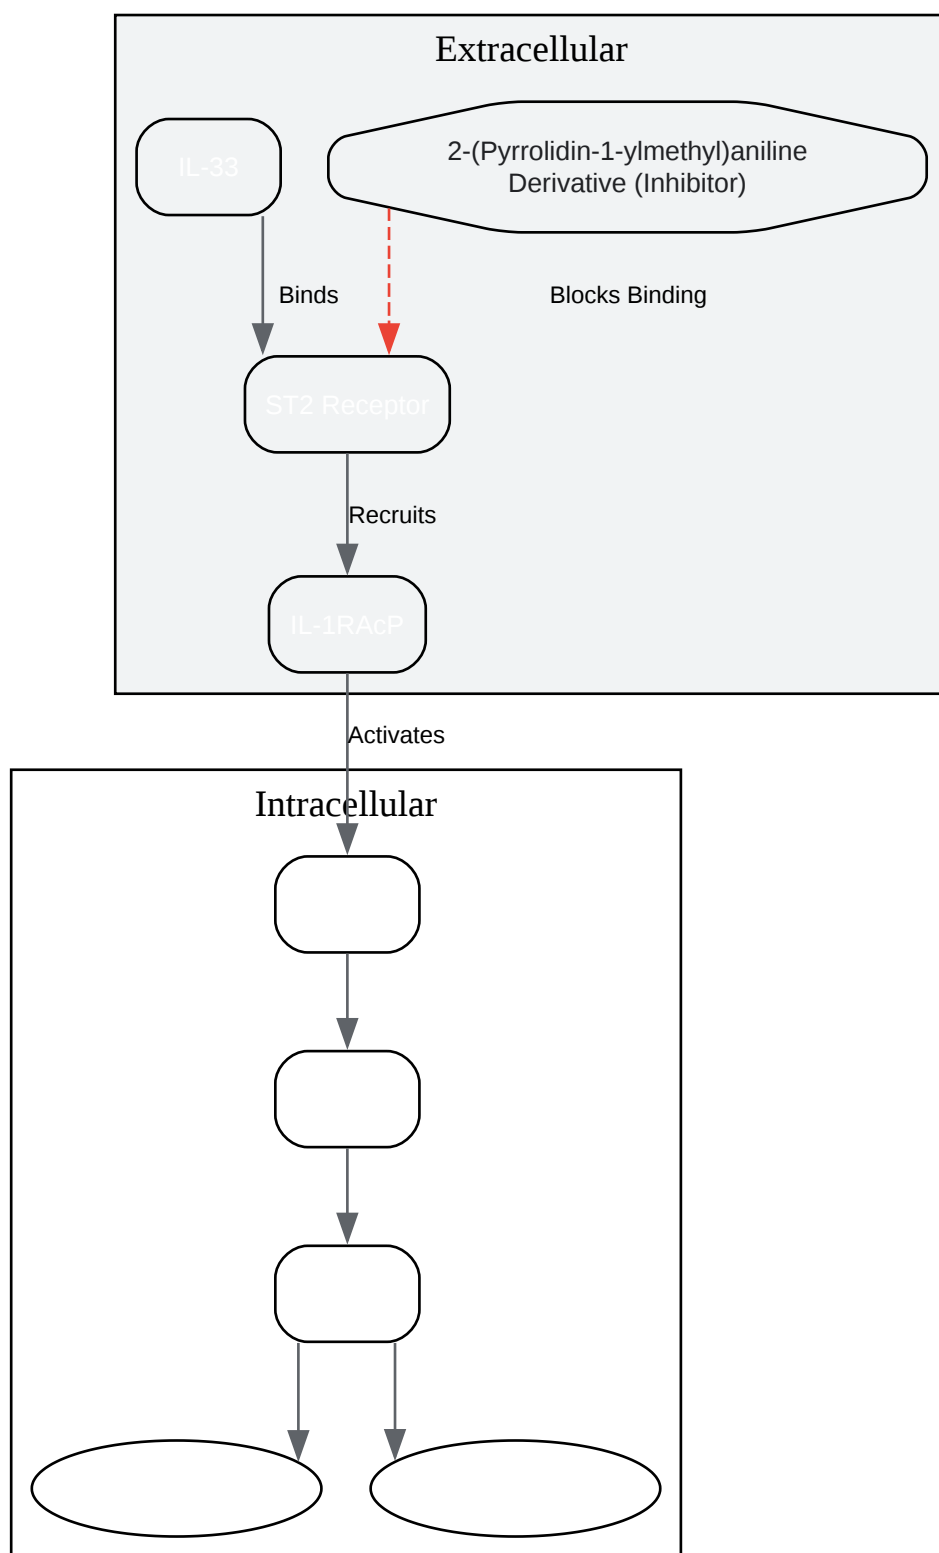 Extracellular
IL-33
2-(Pyrrolidin-1-ylmethyl)aniline
Derivative (Inhibitor)
Binds
Blocks Binding
ST2 Receptor
Recruits
IL-1RAcP
Activates
Intracellular